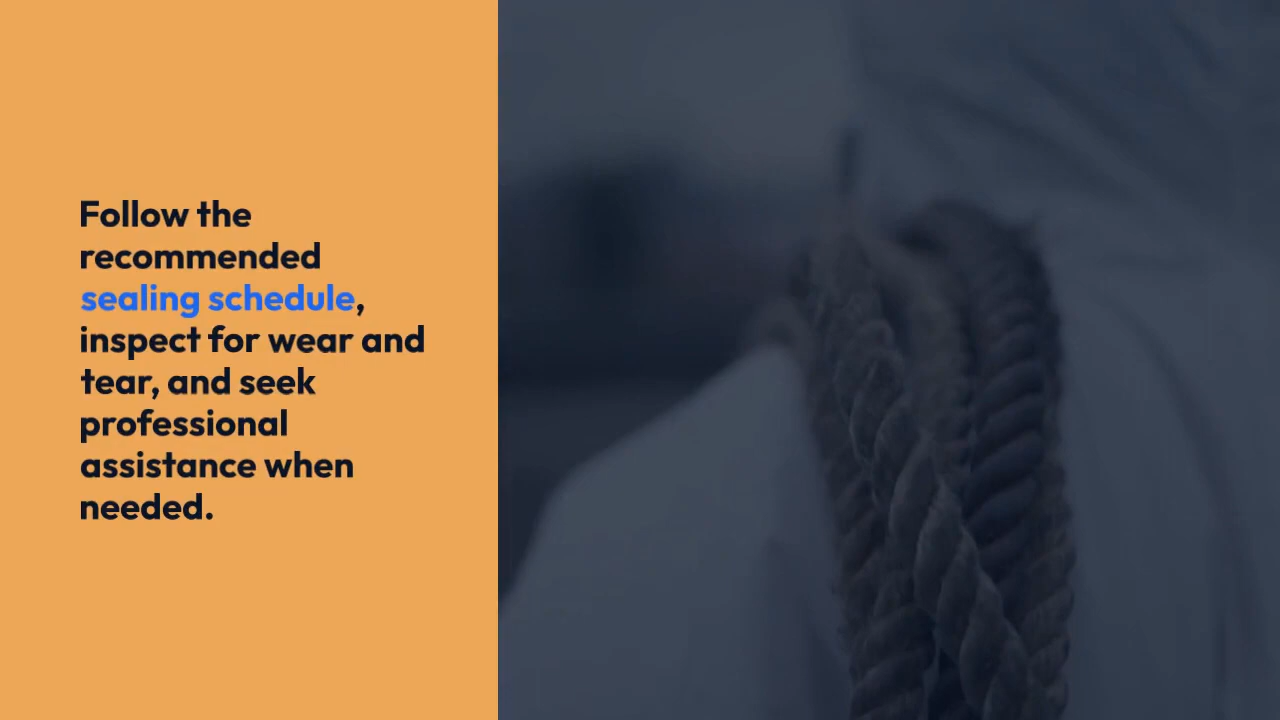 Follow the
recommended
sealing schedule,
inspect for wear and
tear, and seek
professional
assistance when
needed.